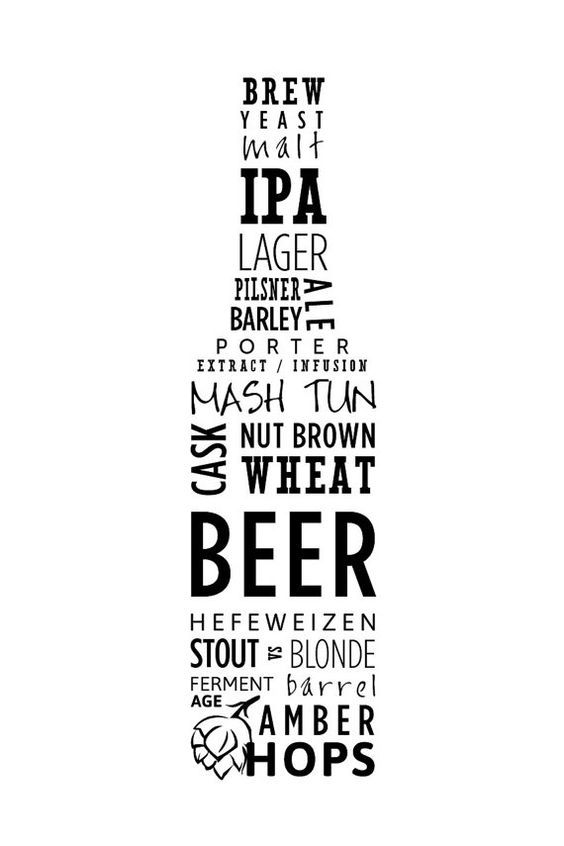 BREW
YEAST
malt
IPA
LAGER
PILSNER
BARLEY
ALE
PORTER
EXTRACT / INFUSION
MASH TUN
CASK
NUT BROWN
WHEAT
BEER
HEFEWEIZEN
STOUT VS BLONDE
FERMENT barrel
AGE
AMBER
HOPS